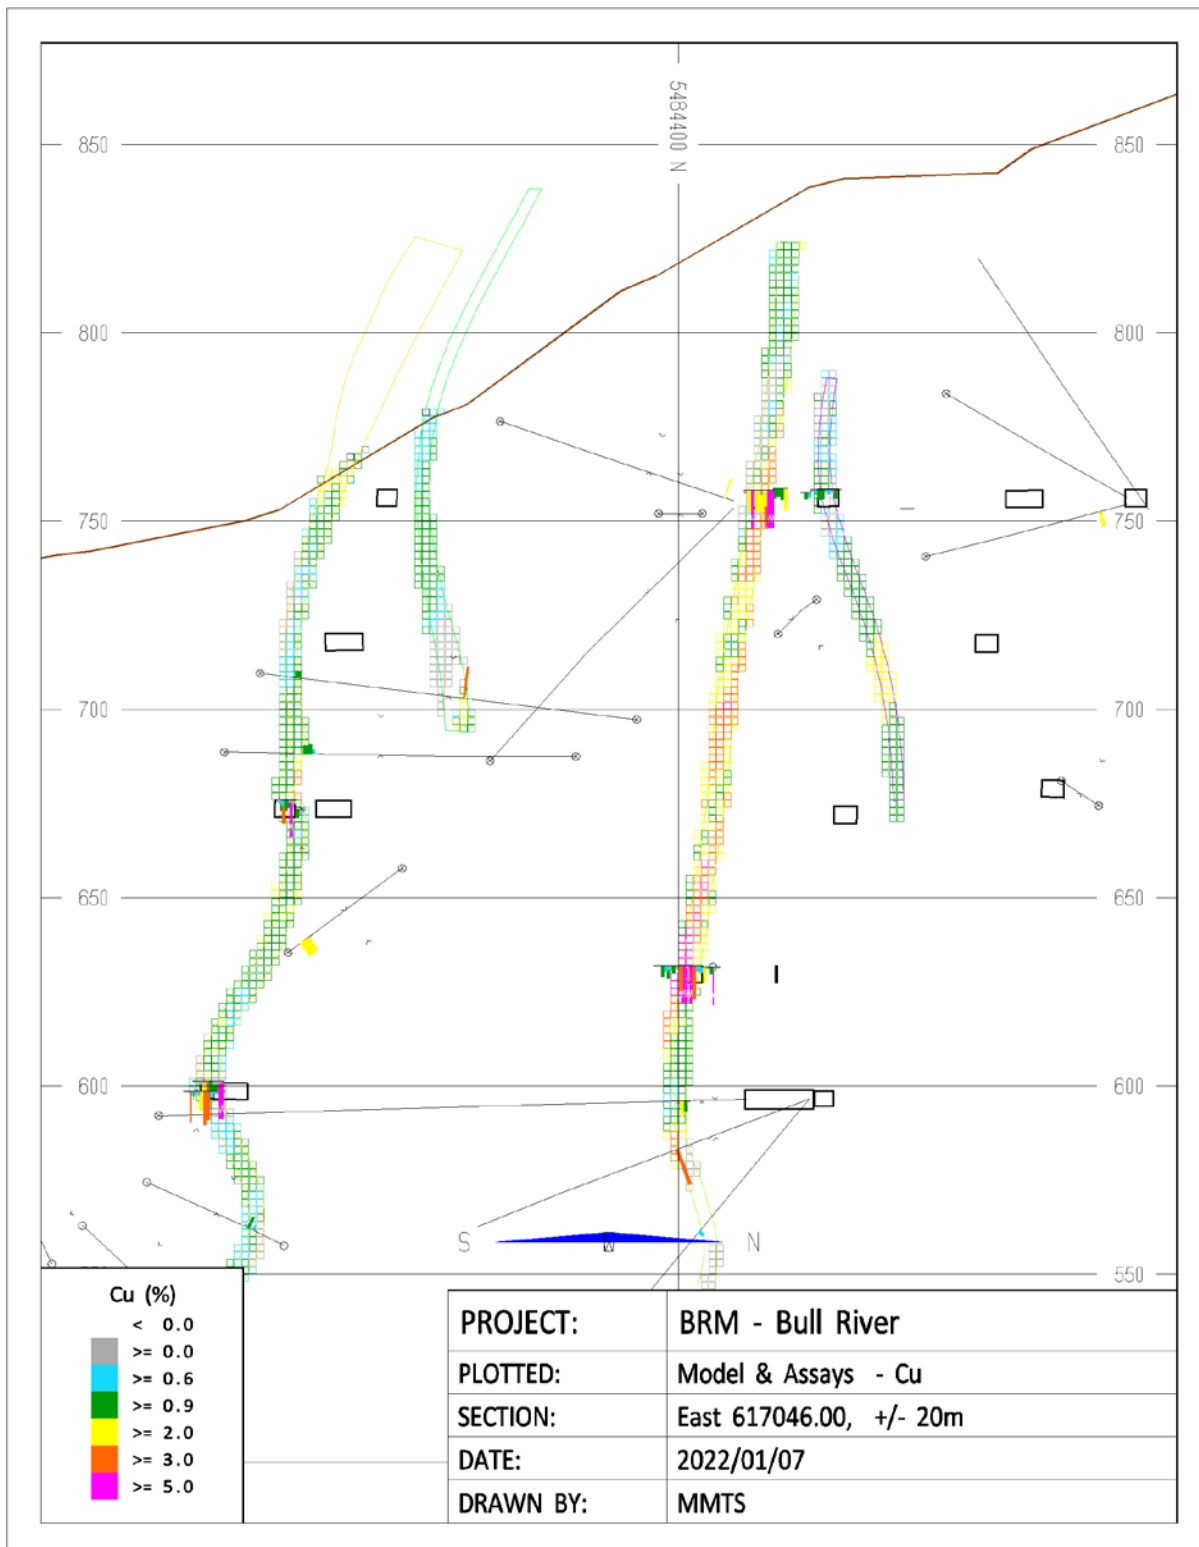 5484400 N
850 850
800 800
750 750
700 700
650 650
600 600
S W N
550
Cu (%)
< 0.0
>= 0.0
>= 0.6
>= 0.9
>= 2.0
>= 3.0
>= 5.0
PROJECT: BRM - Bull River
PLOTTED: Model & Assays - Cu
SECTION: East 617046.00, +/- 20m
DATE: 2022/01/07
DRAWN BY: MMTS